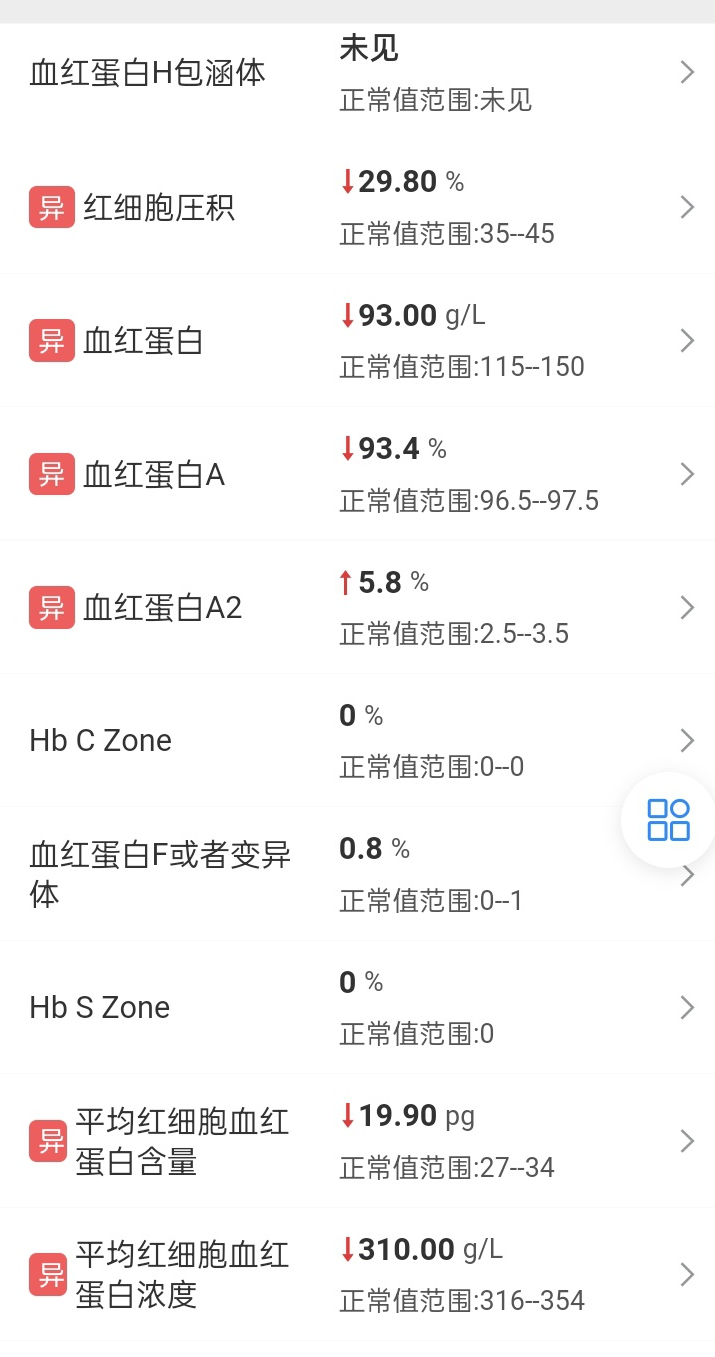 血红蛋白H包涵体
未见
正常值范围:未见
异 红细胞压积
↓29.80 %
正常值范围:35--45
异 血红蛋白
↓93.00 g/L
正常值范围:115--150
异 血红蛋白A
↓93.4 %
正常值范围:96.5--97.5
异 血红蛋白A2
↑5.8 %
正常值范围:2.5--3.5
Hb C Zone
0 %
正常值范围:0--0
血红蛋白F或者变异
体
0.8 %
正常值范围:0--1
Hb S Zone
0 %
正常值范围:0
异 平均红细胞血红
蛋白含量
↓19.90 pg
正常值范围:27--34
异 平均红细胞血红
蛋白浓度
↓310.00 g/L
正常值范围:316--354